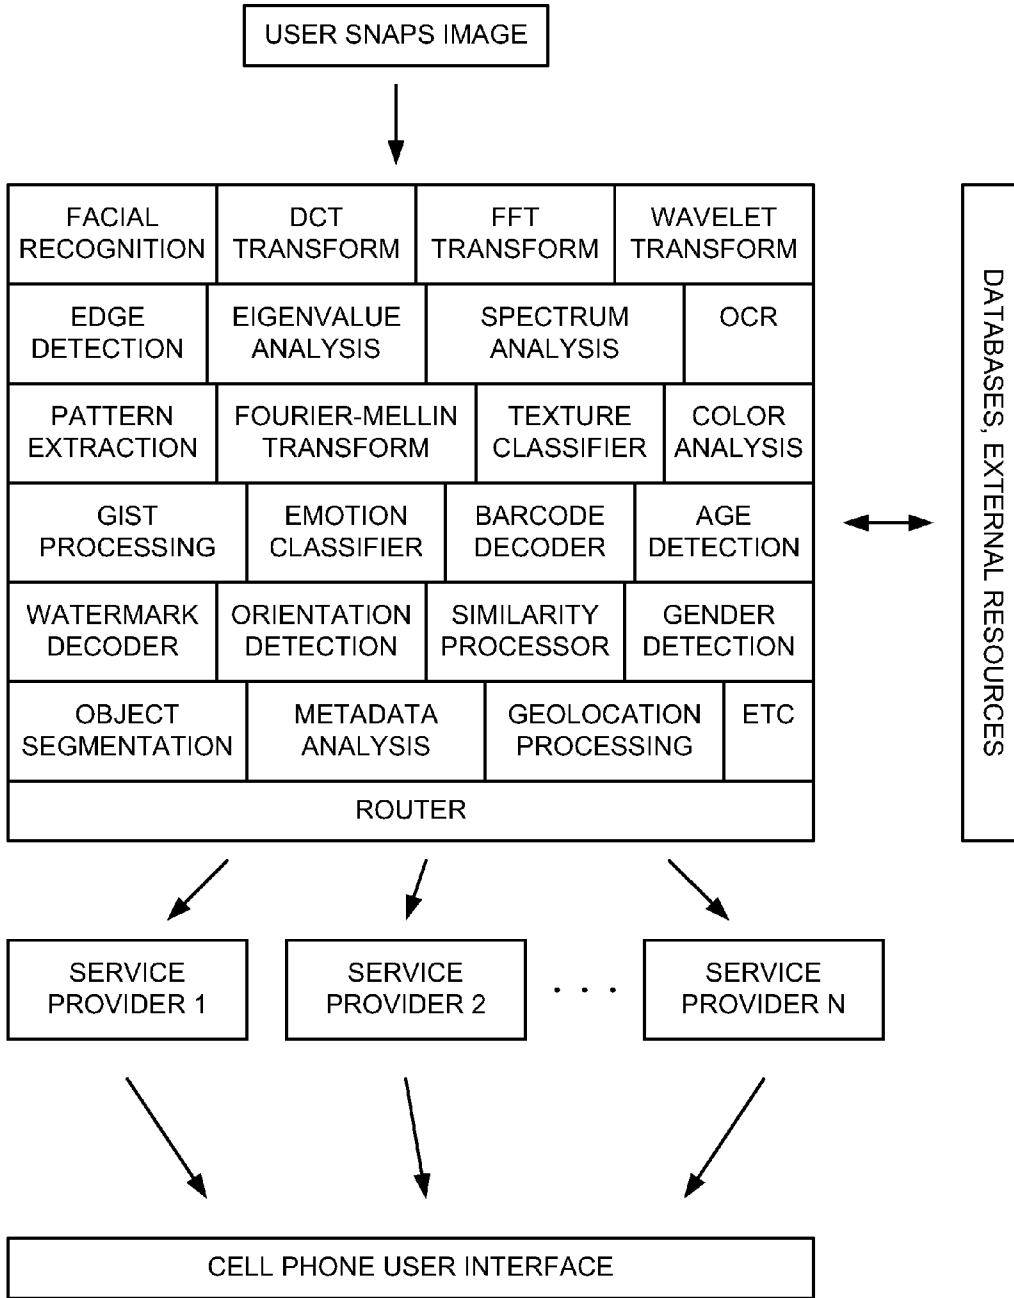 USER SNAPS IMAGE
FACIAL
RECOGNITION
DCT
TRANSFORM
FFT
TRANSFORM
WAVELET
TRANSFORM
EDGE
DETECTION
EIGENVALUE
ANALYSIS
SPECTRUM
ANALYSIS
OCR
PATTERN
EXTRACTION
FOURIER-MELLIN
TRANSFORM
TEXTURE
CLASSIFIER
COLOR
ANALYSIS
GIST
PROCESSING
EMOTION
CLASSIFIER
BARCODE
DECODER
AGE
DETECTION
WATERMARK
DECODER
ORIENTATION
DETECTION
SIMILARITY
PROCESSOR
GENDER
DETECTION
OBJECT
SEGMENTATION
METADATA
ANALYSIS
GEOLOCATION
PROCESSING
ETC
ROUTER
DATABASES, EXTERNAL RESOURCES
SERVICE
PROVIDER 1
SERVICE
PROVIDER 2
. . .
SERVICE
PROVIDER N
CELL PHONE USER INTERFACE